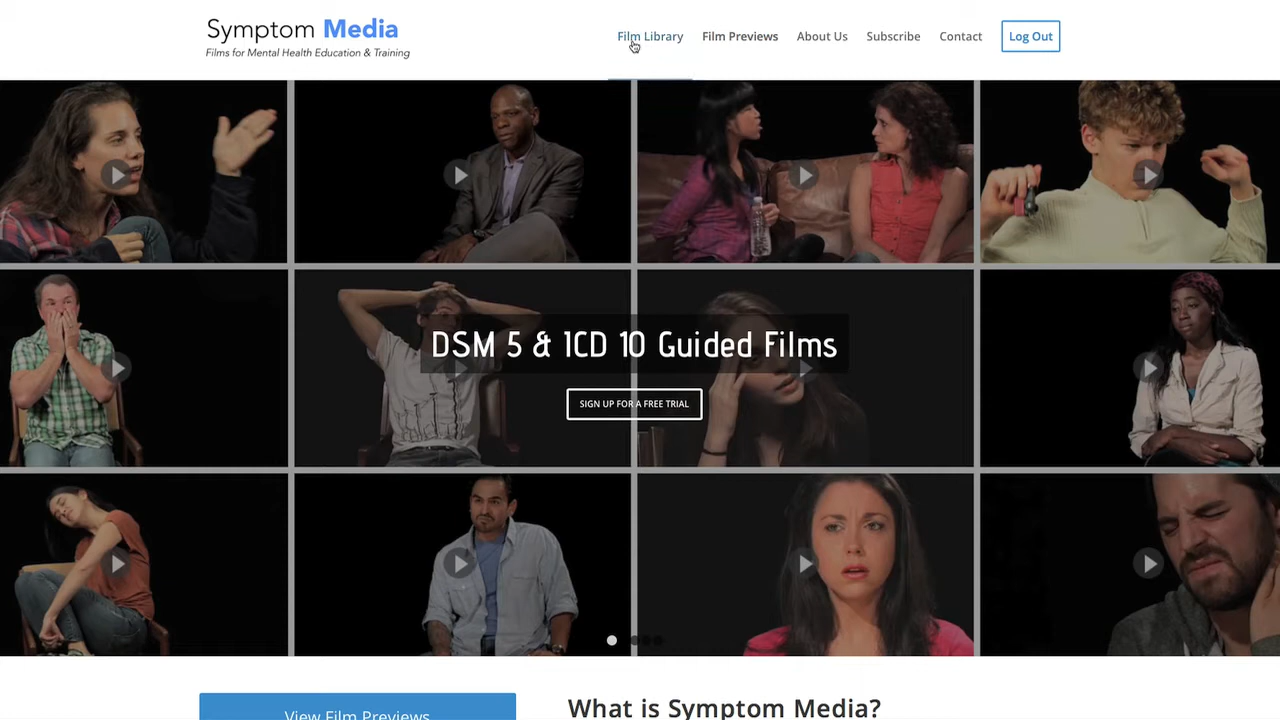 Symptom Media
Films for Mental Health Education & Training
Film Library
Film Previews
About Us
Subscribe
Contact
Log Out
DSM 5 & ICD 10 Guided Films
SIGN UP FOR A FREE TRIAL
View Film Previews
What is Symptom Media?